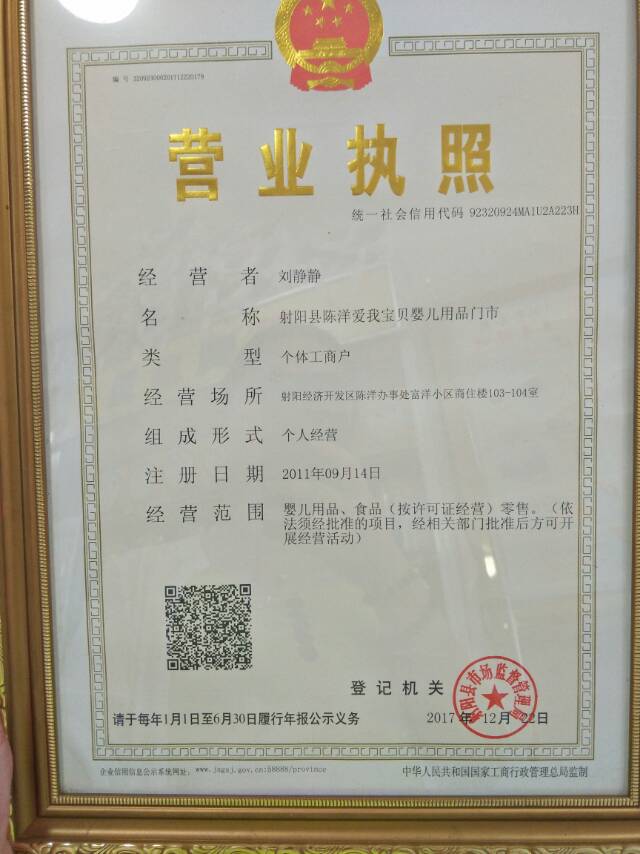 编号 320923000201712220179
营业执照
统一社会信用代码 92320924MA1U2A223H
经营者 刘静静
名称 射阳县陈洋爱我宝贝婴儿用品门市
类型 个体工商户
经营场所 射阳经济开发区陈洋办事处富洋小区商住楼103-104室
组成形式 个人经营
注册日期 2011年09月14日
经营范围 婴儿用品、食品（按许可证经营）零售。（依
法须经批准的项目，经相关部门批准后方可开
展经营活动）
登记机关
射阳县市场监督管理局
请于每年1月1日至6月30日履行年报公示义务
2017年12月22日
企业信用信息公示系统网址： www.jsgsj.gov.cn:58888/province
中华人民共和国国家工商行政管理总局监制